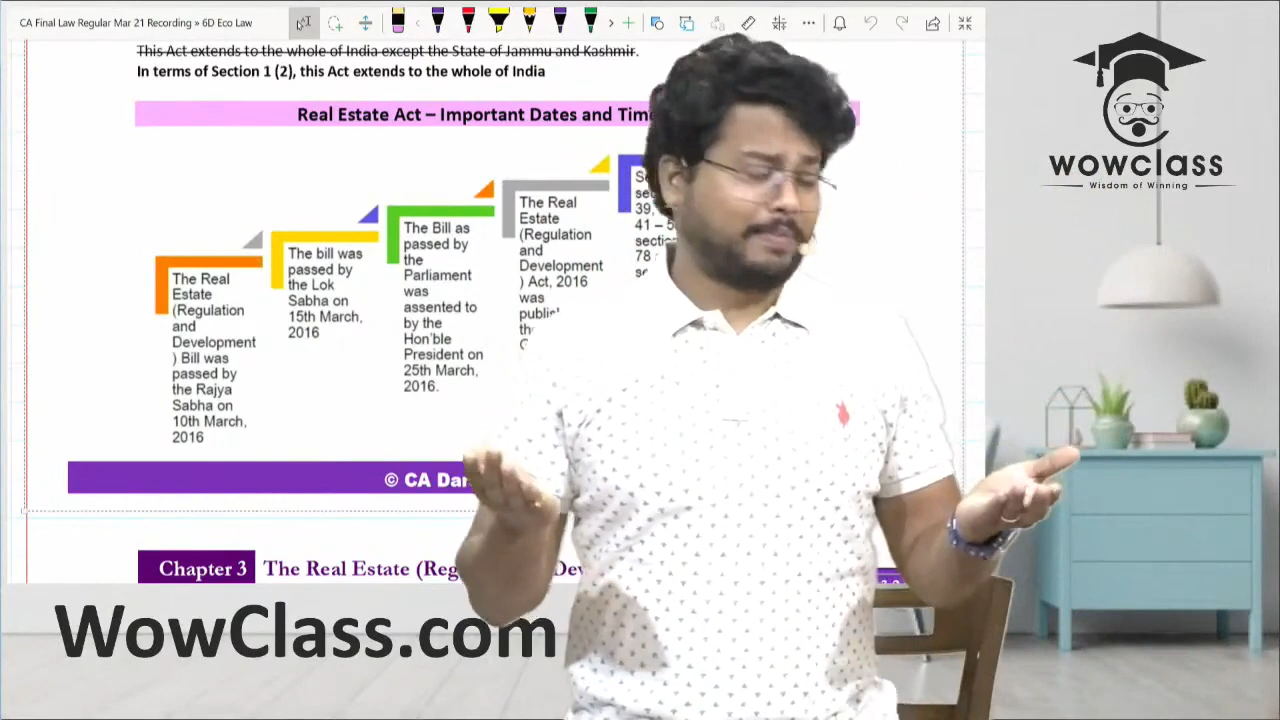 CA Final Law Regular Mar 21 Recording » 6D Eco Law
This Act extends to the whole of India except the State of Jammu and Kashmir.
In terms of Section 1 (2), this Act extends to the whole of India
Real Estate Act – Important Dates and
The Real
Estate
(Regulation
and
Development
) Bill was
passed by
the Rajya
Sabha on
10th March,
2016
The bill was
passed by
the Lok
Sabha on
15th March,
2016
The Bill as
passed by
the
Parliament
was
assented to
by the
Hon'ble
President on
25th March,
2016.
The Real
Estate
(Regulation
and
Development
) Act, 2016
was
39,
41 –
78
© CA
Chapter 3 The Real Estate
WowClass.com
wowclass
Wisdom of Winning